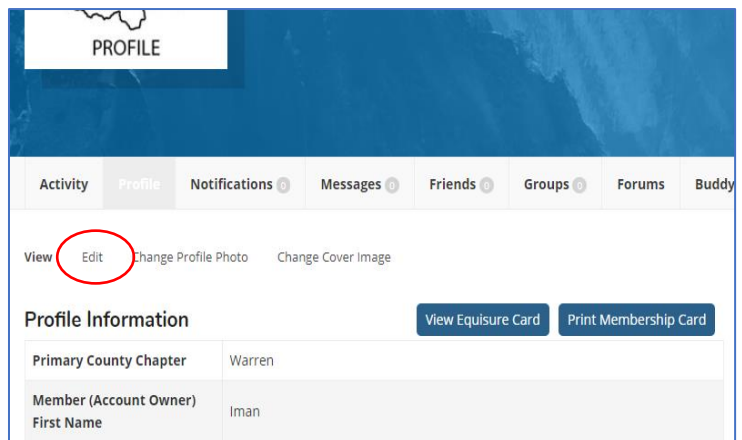 PROFILE
Activity Profile Notifications 0 Messages 0 Friends 0 Groups 0 Forums Buddy
View Edit Change Profile Photo Change Cover Image
Profile Information View Equisure Card Print Membership Card
Primary County Chapter Warren
Member (Account Owner)
First Name Iman